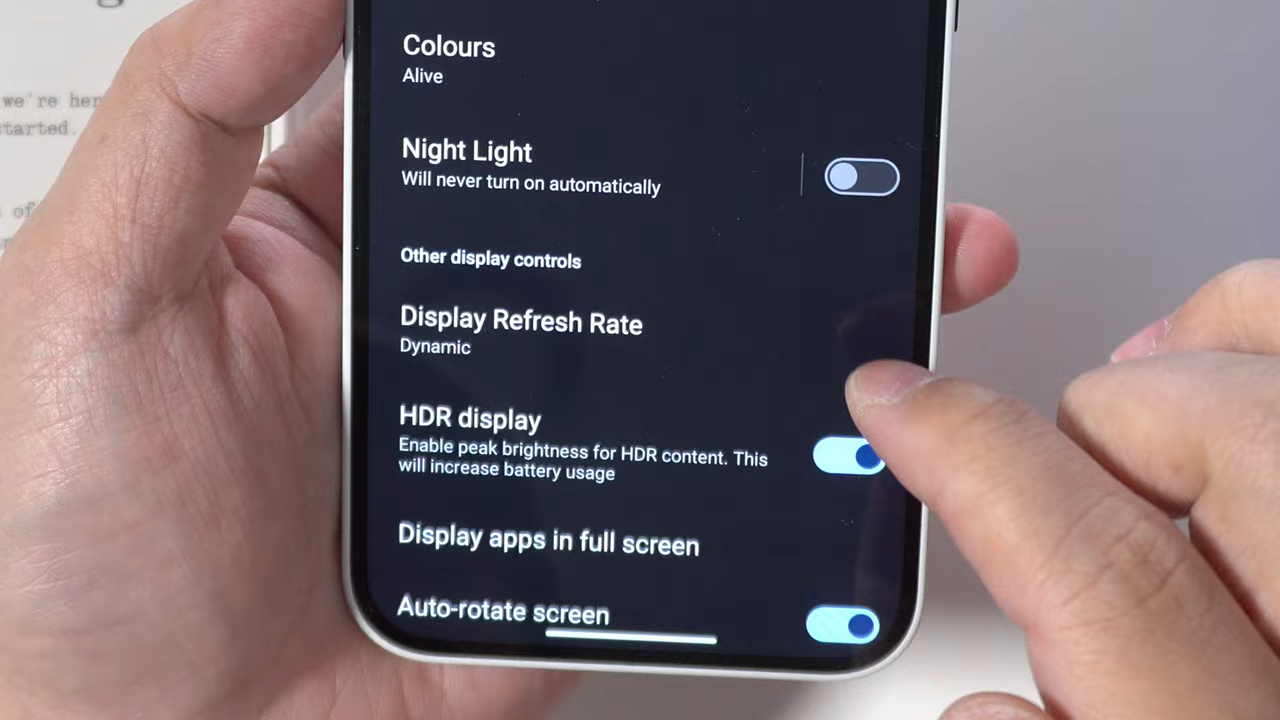 we're her
started.
of
Colours
Alive
Night Light
Will never turn on automatically
Other display controls
Display Refresh Rate
Dynamic
HDR display
Enable peak brightness for HDR content. This
will increase battery usage
Display apps in full screen
Auto-rotate screen